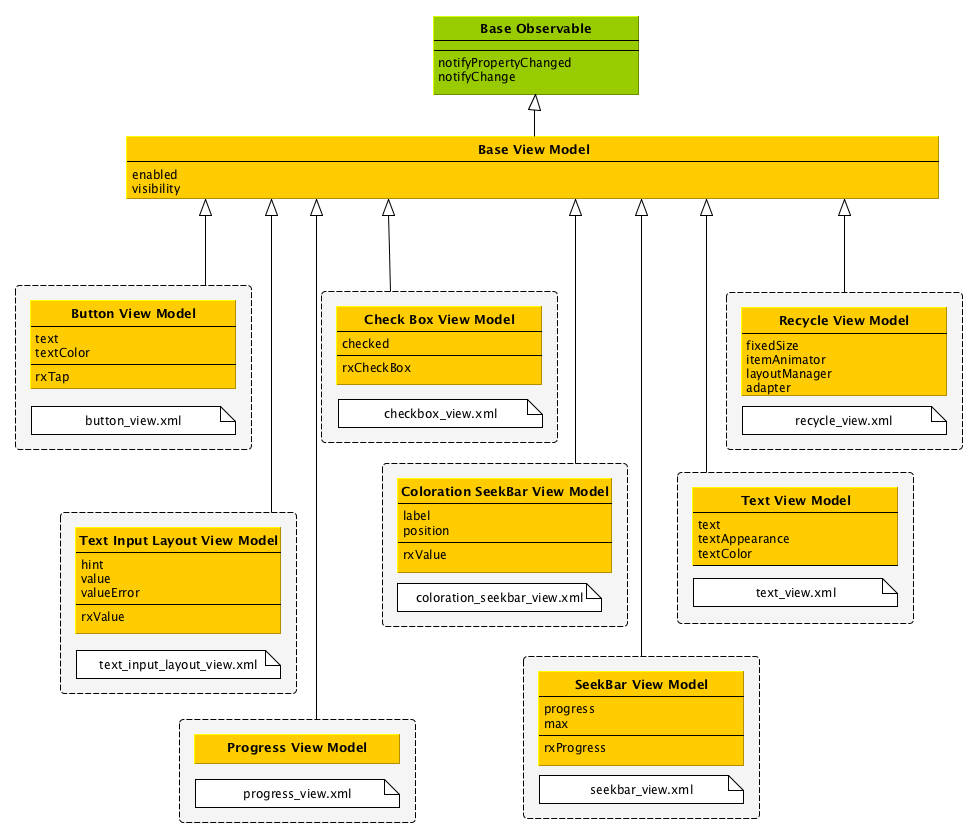 Base Observable
notifyPropertyChanged
notifyChange
Base View Model
enabled
visibility
Button View Model
text
textColor
rxTap
button_view.xml
Check Box View Model
checked
rxCheckBox
checkbox_view.xml
Recycle View Model
fixedSize
itemAnimator
layoutManager
adapter
recycle_view.xml
Coloration SeekBar View Model
label
position
rxValue
coloration_seekbar_view.xml
Text View Model
text
textAppearance
textColor
text_view.xml
Text Input Layout View Model
hint
value
valueError
rxValue
text_input_layout_view.xml
SeekBar View Model
progress
max
rxProgress
seekbar_view.xml
Progress View Model
progress_view.xml